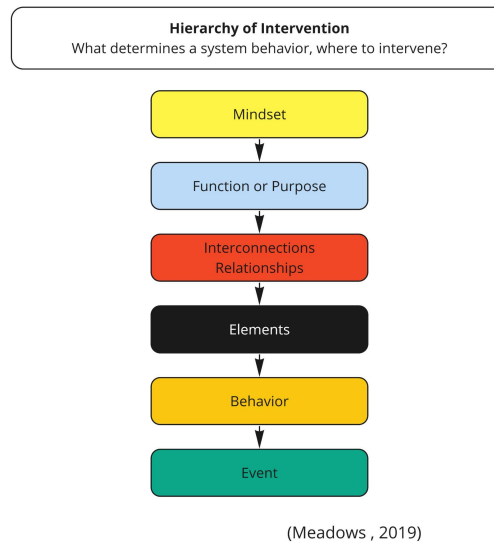 Hierarchy of Intervention
What determines a system behavior, where to intervene?
Mindset
Function or Purpose
Interconnections
Relationships
Elements
Behavior
Event
(Meadows , 2019)